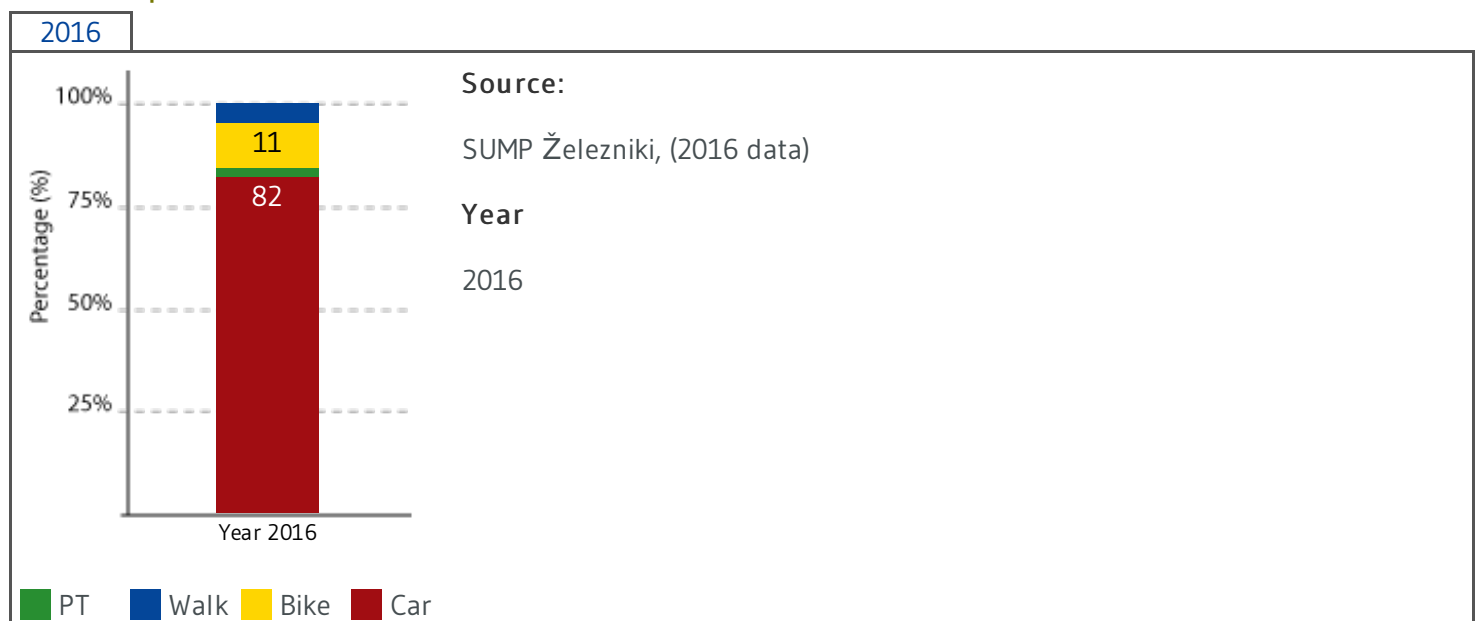 2016
100%
75%
50%
25%
Percentage (%)
11
82
Year 2016
PT Walk Bike Car
Source:
SUMP Železniki, (2016 data)
Year
2016